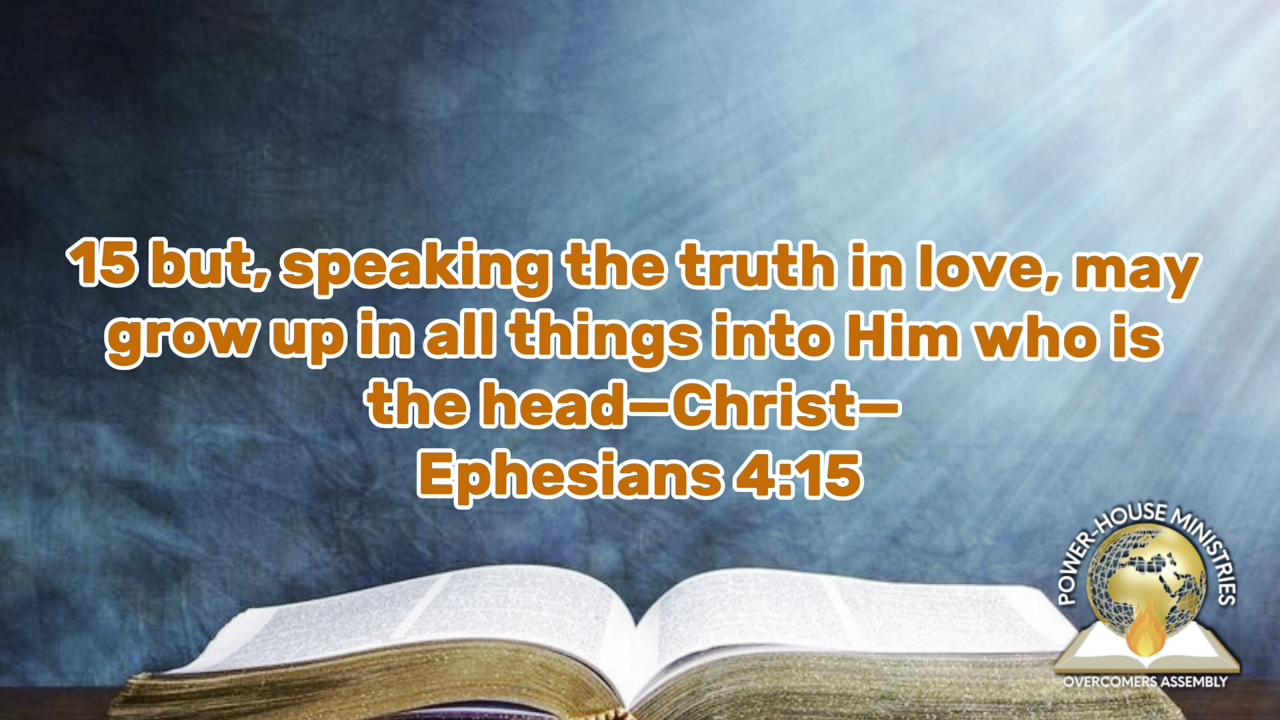 15 but, speaking the truth in love, may
grow up in all things into Him who is
the head—Christ—
Ephesians 4:15
POWER-HOUSE MINISTRIES
OVERCOMERS ASSEMBLY